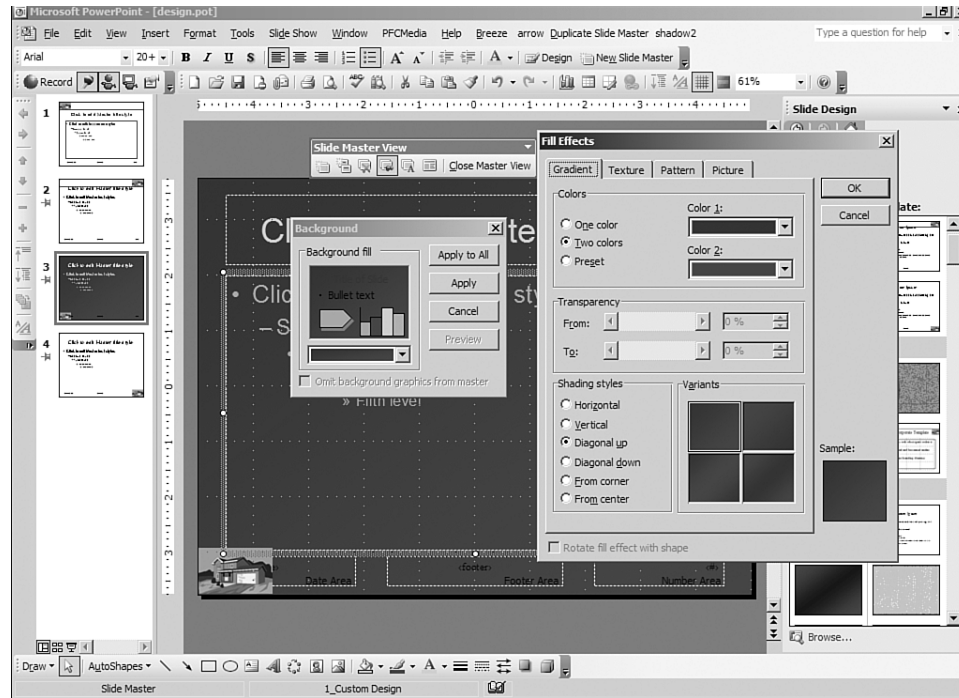 Microsoft PowerPoint - [design.pot]
File Edit View Insert Format Tools Slide Show Window PFCMedia Help Breeze arrow Duplicate Slide Master shadow2
Type a question for help
Arial 20+ B I U S Design New Slide Master
Record 61%
1
2
3
4
Slide Master View
Close Master View
Slide Design
Background
Background fill
Bullet text
Apply to All
Apply
Cancel
Preview
Omit background graphics from master
Fill Effects
Gradient Texture Pattern Picture
OK
Cancel
Colors
One color
Two colors
Preset
Color 1:
Color 2:
Transparency
From: 0 %
To: 0 %
Shading styles
Horizontal
Vertical
Diagonal up
Diagonal down
From corner
From center
Variants
Sample:
Rotate fill effect with shape
» Fifth level
Date Area
<footer>
Footer Area
<#>
Number Area
Browse...
Draw AutoShapes
Slide Master 1_Custom Design